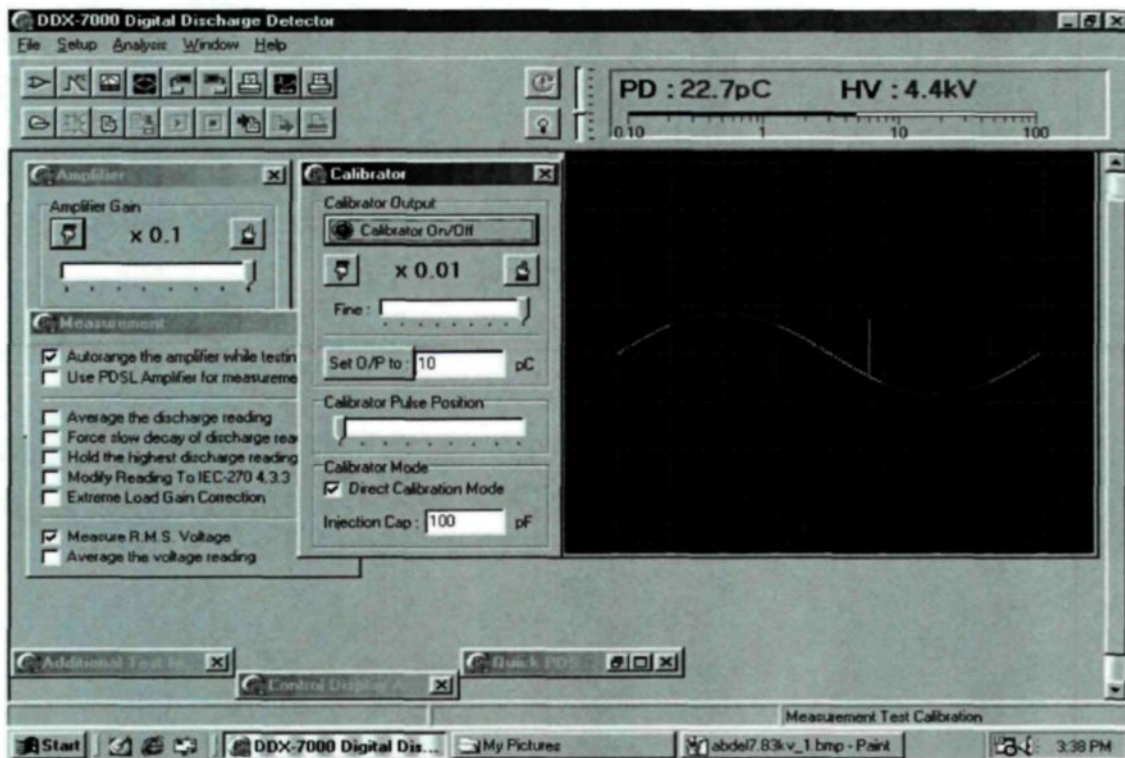 DDX-7000 Digital Discharge Detector
File Setup Analysis Window Help
PD : 22.7pC HV : 4.4kV
0.10 1 10 100
Amplifier
Amplifier Gain
x 0.1
Measurement
Autorange the amplifier while testin
Use PDSL Amplifier for measureme
Average the discharge reading
Force slow decay of discharge rea
Hold the highest discharge reading
Modify Reading To IEC-270 4.3.3
Extreme Load Gain Correction
Measure R.M.S. Voltage
Average the voltage reading
Calibrator
Calibrator Output
Calibrator On/Off
x 0.01
Fine :
Set O/P to : 10 pC
Calibrator Pulse Position
Calibrator Mode
Direct Calibration Mode
Injection Cap : 100 pF
Additional Test
Control Display
Quick PDS
Measurement Test Calibration
Start DDX-7000 Digital Dis... My Pictures abdel7.83kv_1.bmp - Paint 3:38 PM